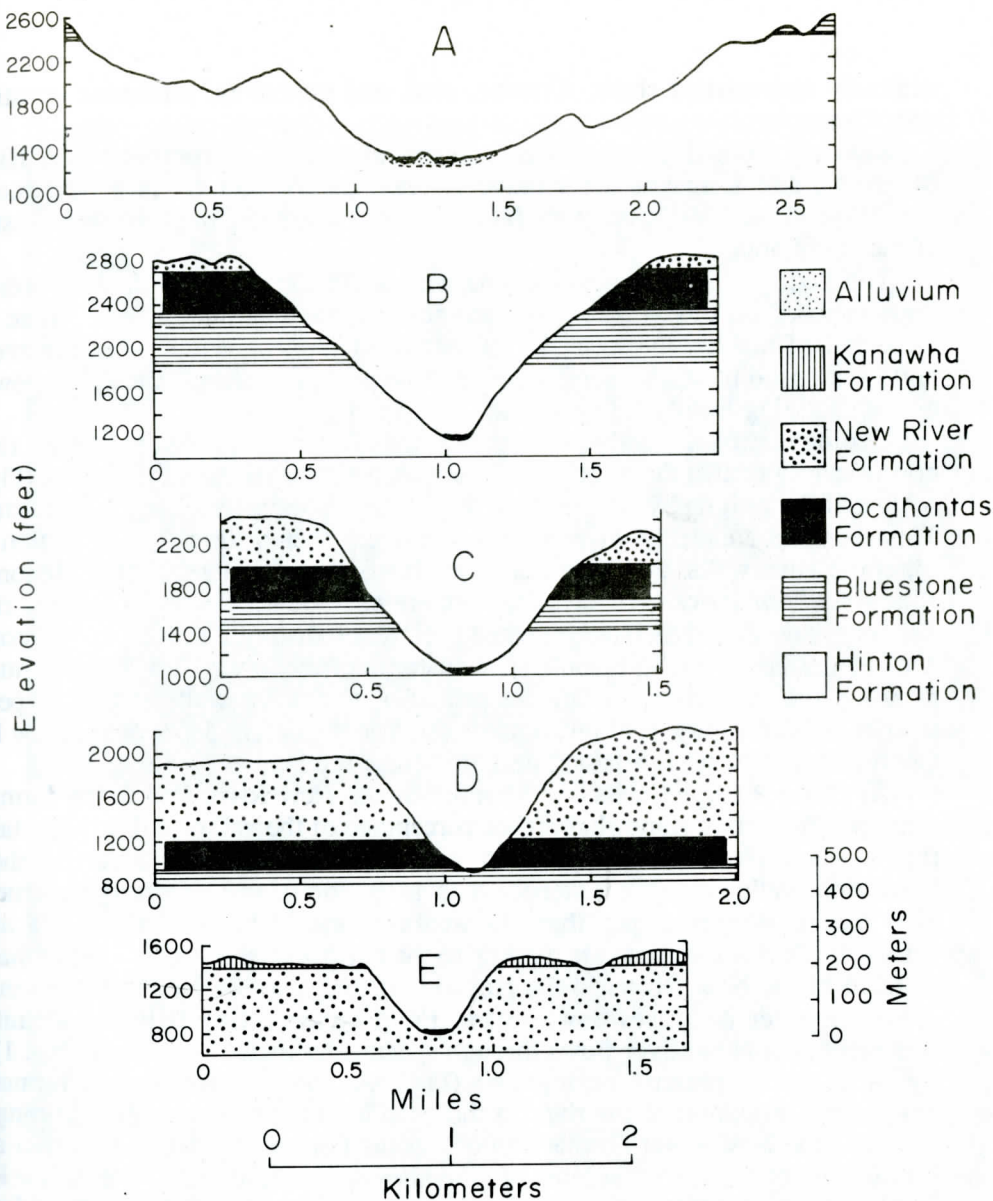 A
2600
2200
1800
1400
1000
0 0.5 1.0 1.5 2.0 2.5
B
2800
2400
2000
1600
1200
0 0.5 1.0 1.5
C
2200
1800
1400
1000
0 0.5 1.0 1.5
D
2000
1600
1200
800
0 0.5 1.0 1.5 2.0
E
1600
1200
800
0 0.5 1.0 1.5
Elevation (feet)
Miles
0 1 2
Kilometers
Alluvium
Kanawha
Formation
New River
Formation
Pocahontas
Formation
Bluestone
Formation
Hinton
Formation
500
400
300
200
100
0
Meters